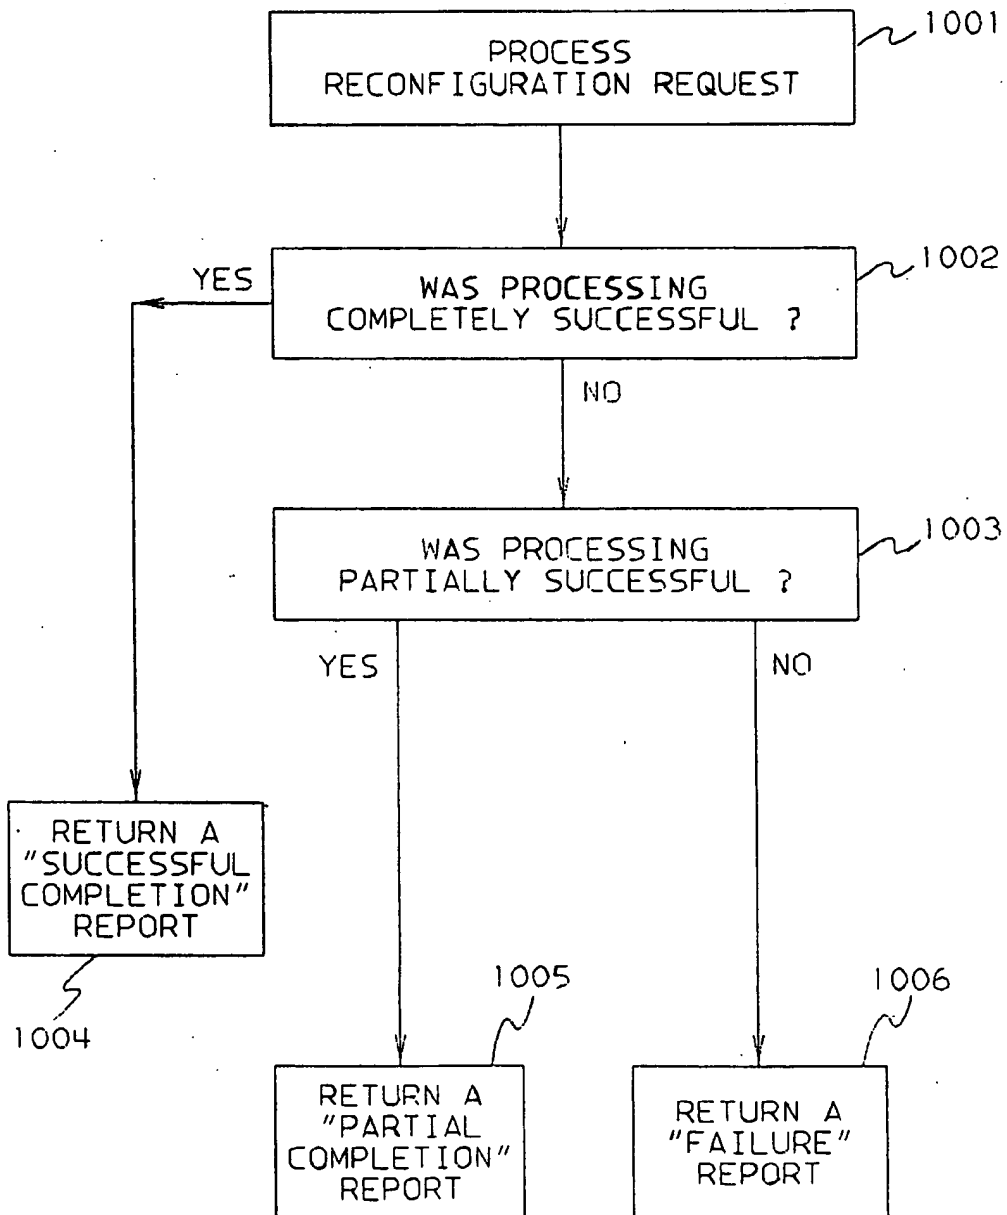 1001
PROCESS
RECONFIGURATION REQUEST
1002
YES
WAS PROCESSING
COMPLETELY SUCCESSFUL ?
NO
1003
WAS PROCESSING
PARTIALLY SUCCESSFUL ?
YES
NO
RETURN A
"SUCCESSFUL
COMPLETION"
REPORT
1004
1005
1006
RETURN A
"PARTIAL
COMPLETION"
REPORT
RETURN A
"FAILURE"
REPORT